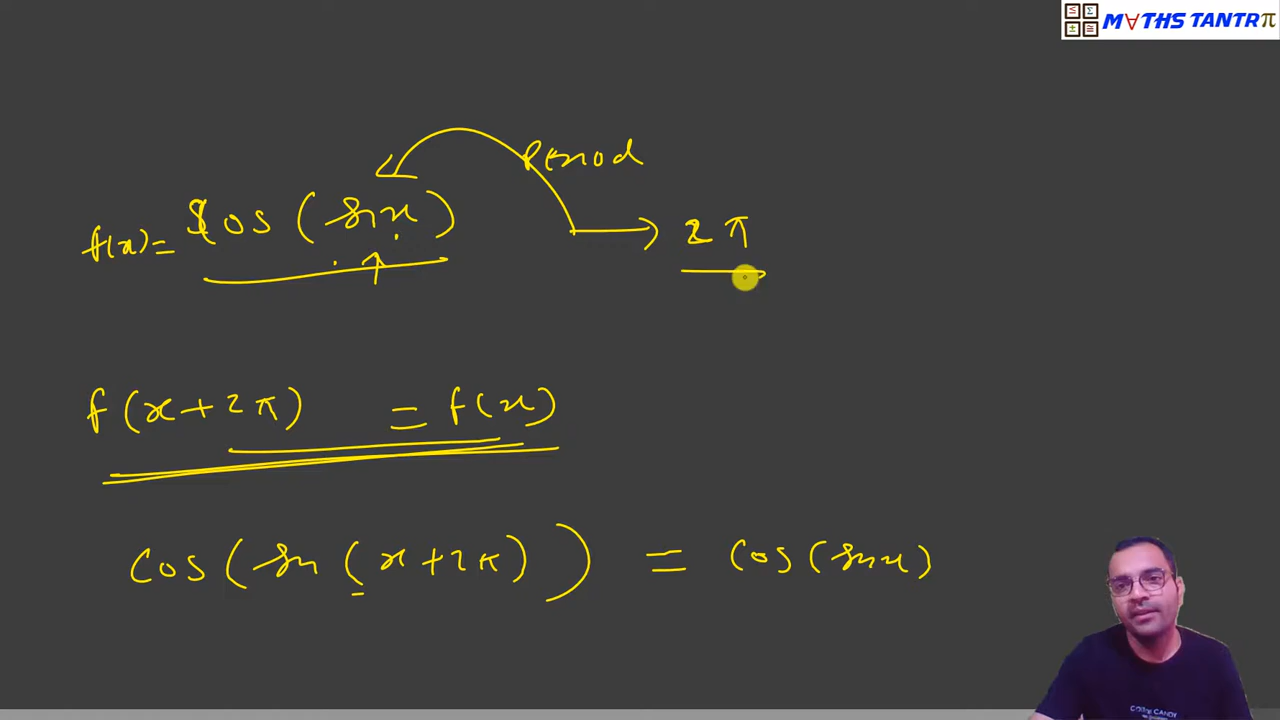 M∀THS TANTRπ
Period
f(x)= cos (sin x) → 2π
f(x+2π) = f(x)
cos(sin(x+2π)) = cos(sin x)